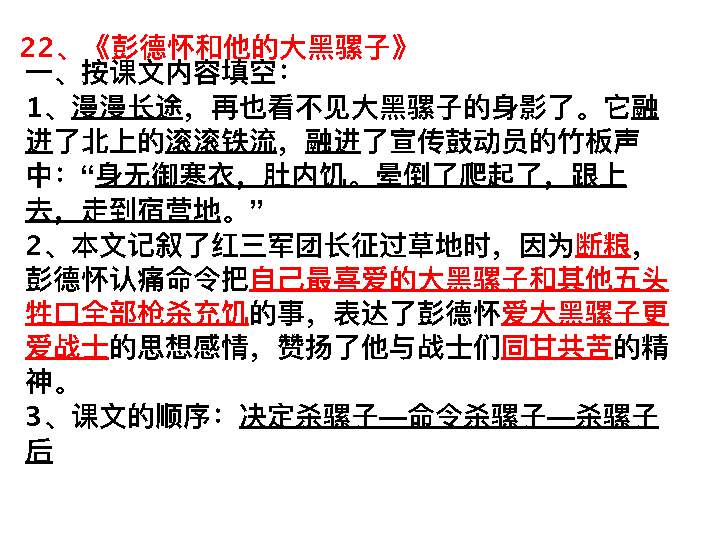 22、《彭德怀和他的大黑骡子》
一、按课文内容填空：
1、漫漫长途，再也看不见大黑骡子的身影了。它融
进了北上的滚滚铁流，融进了宣传鼓动员的竹板声
中：“身无御寒衣，肚内饥。晕倒了爬起了，跟上
去，走到宿营地。”
2、本文记叙了红三军团长征过草地时，因为断粮，
彭德怀认痛命令把自己最喜爱的大黑骡子和其他五头
牲口全部枪杀充饥的事，表达了彭德怀爱大黑骡子更
爱战士的思想感情，赞扬了他与战士们同甘共苦的精
神。
3、课文的顺序：决定杀骡子—命令杀骡子—杀骡子
后